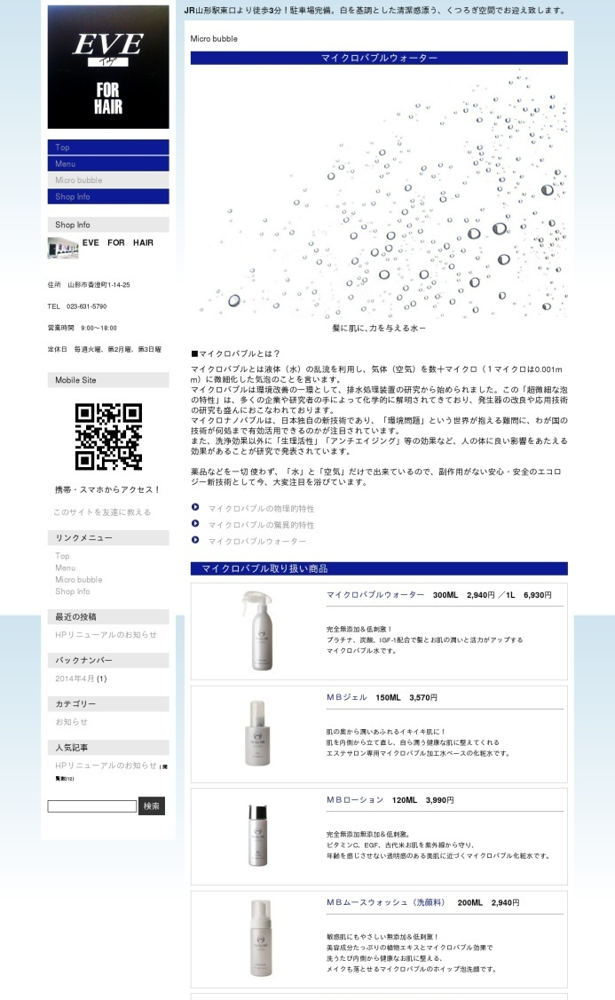 JR山形駅東口より徒歩3分！駐車場完備。白を基調とした清潔感漂う、くつろぎ空間でお迎え致します。
EVE
FOR
HAIR
Top
Menu
Micro bubble
Shop Info
Shop Info
EVE　FOR　HAIR
住所　山形市香澄町1-14-25
TEL　023-631-5790
営業時間　9:00～18:00
定休日　毎週火曜、第2月曜、第3日曜
Mobile Site
携帯・スマホからアクセス！
このサイトを友達に教える
リンクメニュー
Top
Menu
Micro bubble
Shop Info
最近の投稿
HPリニューアルのお知らせ
バックナンバー
2014年4月 (1)
カテゴリー
お知らせ
人気記事
HPリニューアルのお知らせ | 閲
覧数(12)
検索
Micro bubble
マイクロバブルウォーター
髪に肌に､力を与える水－
■マイクロバブルとは？
マイクロバブルとは液体（水）の乱流を利用し、気体（空気）を数十マイクロ（１マイクロは0.001m
m）に微細化した気泡のことを言います。
マイクロバブルは環境改善の一環として、排水処理装置の研究から始められました。この「超微細な泡
の特性」は、多くの企業や研究者の手によって化学的に解明されてきており、発生器の改良や応用技術
の研究も盛んにおこなわれております。
マイクロナノバブルは、日本独自の新技術であり、「環境問題」という世界が抱える難問に、わが国の
技術が何処まで有効活用できるのかが注目されています。
また、洗浄効果以外に「生理活性」「アンチエイジング」等の効果など、人の体に良い影響をあたえる
効果があることが研究で発表されています。
薬品などを一切 使わず、「水」と「空気」だけで出来ているので、副作用がない安心・安全のエコロ
ジー新技術として今、大変注目を浴びています。
マイクロバブルの物理的特性
マイクロバブルの驚異的特性
マイクロバブルウォーター
マイクロバブル取り扱い商品
マイクロバブルウォーター　300ML　2,940円 ／1L　6,930円
完全無添加＆低刺激！
プラチナ、炭酸、IGF-1配合で髪とお肌の潤いと活力がアップする
マイクロバブル水です。
ＭＢジェル　150ML　3,570円
肌の奥から潤いあふれるイキイキ肌に！
肌を内側から立て直し、自ら潤う健康な肌に整えてくれる
エステサロン専用マイクロバブル加工水ベースの化粧水です。
ＭＢローション　120ML　3,990円
完全無添加無添加＆低刺激。
ビタミンC、EGF、古代米お肌を紫外線から守り、
年齢を感じさせない透明感のある美肌に近づくマイクロバブル化粧水です。
ＭＢムースウォッシュ（洗顔料）　200ML　2,940円
敏感肌にもやさしい無添加＆低刺激！
美容成分たっぷりの植物エキスとマイクロバブル効果で
洗うたび内側から健康なお肌に整える、
メイクも落とせるマイクロバブルのホイップ泡洗顔です。